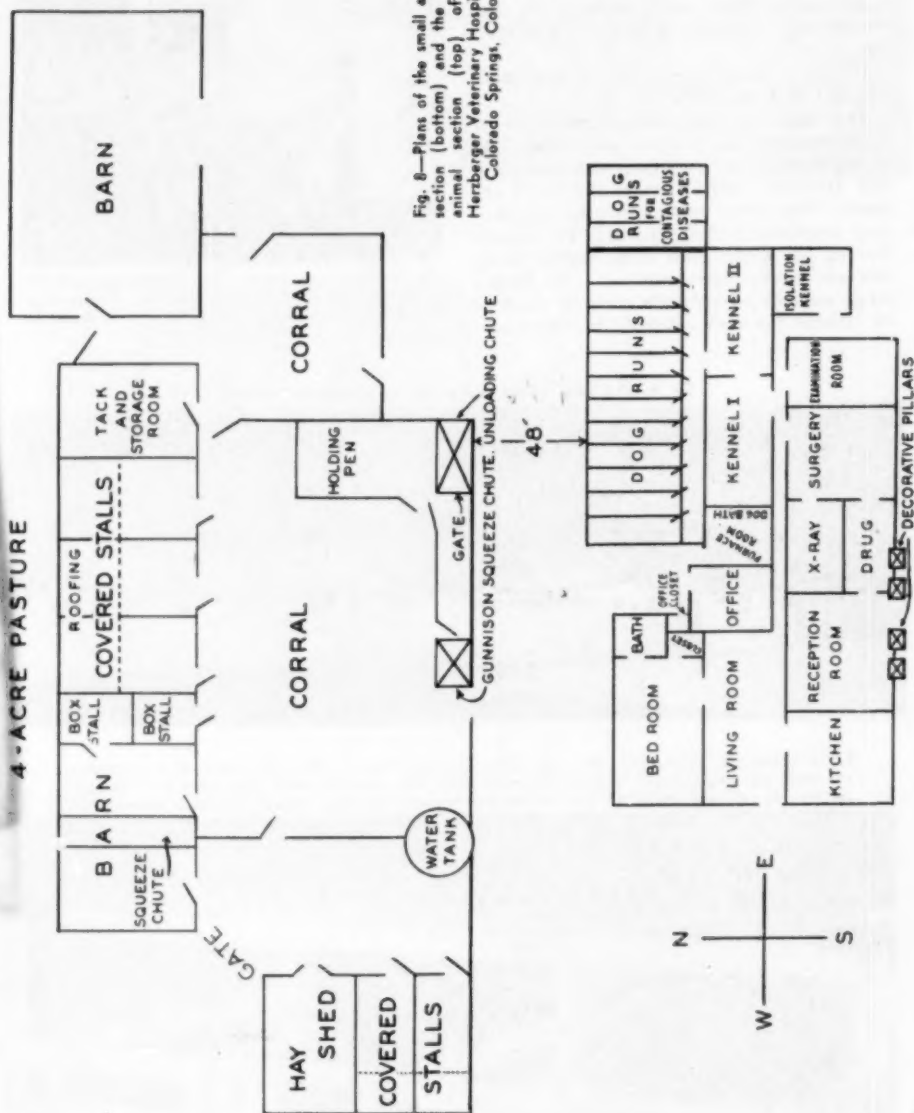 4-ACRE PASTURE
BARN
ROOFING
COVERED STALLS
TACK
AND
STORAGE
ROOM
BOX
STALL
BOX
STALL
BARN
SQUEEZE
CHUTE
GATE
HAY
SHED
COVERED
STALLS
WATER
TANK
CORRAL
CORRAL
HOLDING
PEN
GATE
GUNNISON SQUEEZE CHUTE, UNLOADING CHUTE
48'
Fig. 8—Plans of the small a
section (bottom) and the
animal section (top) of
Herzberger Veterinary Hospi
Colorado Springs, Colo
DOG RUNS
DOG
RUNS
FOR
CONTAGIOUS
DISEASES
KENNEL I
KENNEL II
ISOLATION
KENNEL
DOG BATH
FURNACE
ROOM
OFFICE
CLOSET
OFFICE
BATH
CLOSET
BED ROOM
LIVING ROOM
KITCHEN
RECEPTION
ROOM
X-RAY
DRUG
SURGERY
EXAMINATION
ROOM
DECORATIVE PILLARS
N
W
E
S